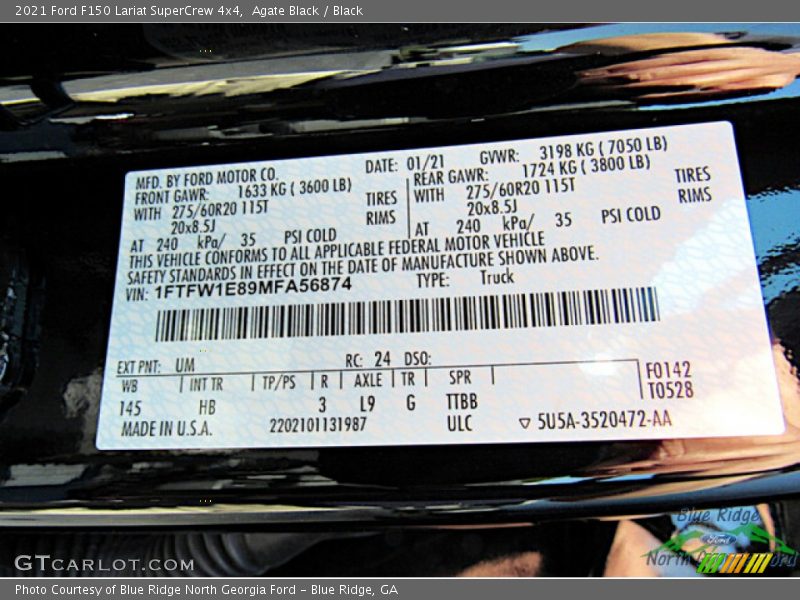 2021 Ford F150 Lariat SuperCrew 4x4,  Agate Black / Black
MFD. BY FORD MOTOR CO. DATE: 01/21 GVWR: 3198 KG ( 7050 LB)
FRONT GAWR: 1633 KG ( 3600 LB) REAR GAWR: 1724 KG ( 3800 LB)
WITH 275/60R20 115T TIRES WITH 275/60R20 115T TIRES
20x8.5J RIMS 20x8.5J RIMS
AT 240 kPa/ 35 PSI COLD AT 240 kPa/ 35 PSI COLD
THIS VEHICLE CONFORMS TO ALL APPLICABLE FEDERAL MOTOR VEHICLE
SAFETY STANDARDS IN EFFECT ON THE DATE OF MANUFACTURE SHOWN ABOVE.
VIN: 1FTFW1E89MFA56874 TYPE: Truck
EXT PNT: UM RC: 24 DSO:
WB INT TR TP/PS R AXLE TR SPR F0142
145 HB 3 L9 G TTBB T0528
MADE IN U.S.A. 2202101131987 ULC ▽ 5U5A-3520472-AA
Blue Ridge
Ford
GTCARLOT.COM
Photo Courtesy of Blue Ridge North Georgia Ford – Blue Ridge, GA